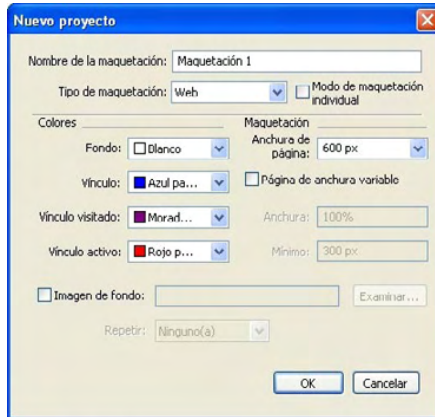 Nuevo proyecto
Nombre de la maquetación: Maquetación 1
Tipo de maquetación: Web
Modo de maquetación individual
Colores
Maquetación
Fondo: Blanco
Anchura de página: 600 px
Vínculo: Azul pa...
Página de anchura variable
Vínculo visitado: Morad...
Anchura: 100%
Vínculo activo: Rojo p...
Mínimo: 300 px
Imagen de fondo:
Examinar...
Repetir: Ninguno(a)
OK
Cancelar